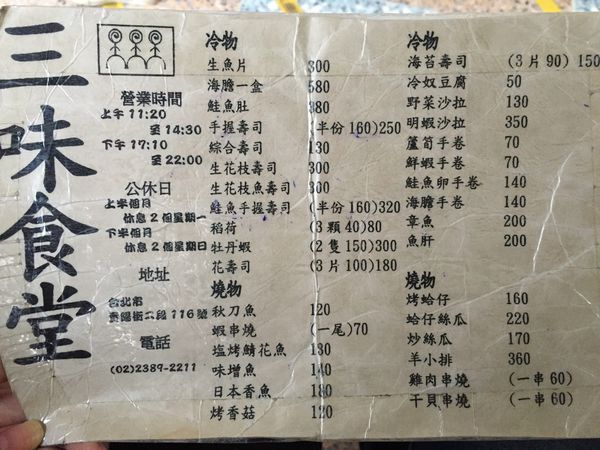 三味食堂
營業時間
上午 11:20
至 14:30
下午 17:10
至 22:00
公休日
上半個月
休息 2 個星期一
下半個月
休息 2 個星期日
地址
台北市
貴陽街二段 116 號
電話
(02)2389-2211
冷物
生魚片 300
海膽一盒 580
鮭魚肚 380
手握壽司 (半份 160)250
綜合壽司 130
生花枝壽司 300
生花枝魚壽司 300
鮭魚手握壽司 (半份 160)320
稻荷 (3 顆 40)80
牡丹蝦 (2 隻 150)300
花壽司 (3 片 100)180
燒物
秋刀魚 120
蝦串燒 (一尾)70
塩烤鯖花魚 130
味增魚 140
日本香魚 180
烤香菇 120
冷物
海苔壽司 (3 片 90) 150
冷奴豆腐 50
野菜沙拉 130
明蝦沙拉 350
蘆筍手卷 70
鮮蝦手卷 70
鮭魚卵手卷 140
海膽手卷 140
章魚 200
魚肝 200
燒物
烤蛤仔 160
蛤仔絲瓜 220
炒絲瓜 170
羊小排 360
雞肉串燒 (一串 60)
干貝串燒 (一串 60)